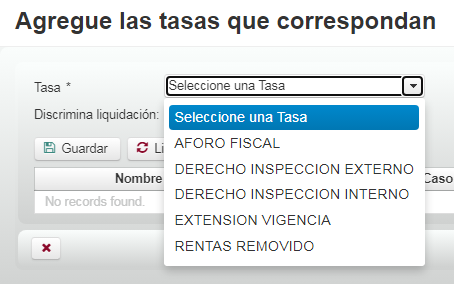 Agregue las tasas que correspondan
Tasa * Seleccione una Tasa
Discrimina liquidación: Seleccione una Tasa
AFORO FISCAL
Guardar Li
DERECHO INSPECCION EXTERNO
Nombre Caso
DERECHO INSPECCION INTERNO
No records found.
EXTENSION VIGENCIA
RENTAS REMOVIDO